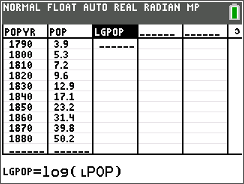 NORMAL FLOAT AUTO REAL RADIAN MP
POPYR POP LGPOP ------ ------ 3
1790 3.9 ------
1800 5.3
1810 7.2
1820 9.6
1830 12.9
1840 17.1
1850 23.2
1860 31.4
1870 39.8
1880 50.2
------ ------
LGPOP=log(ʟPOP)